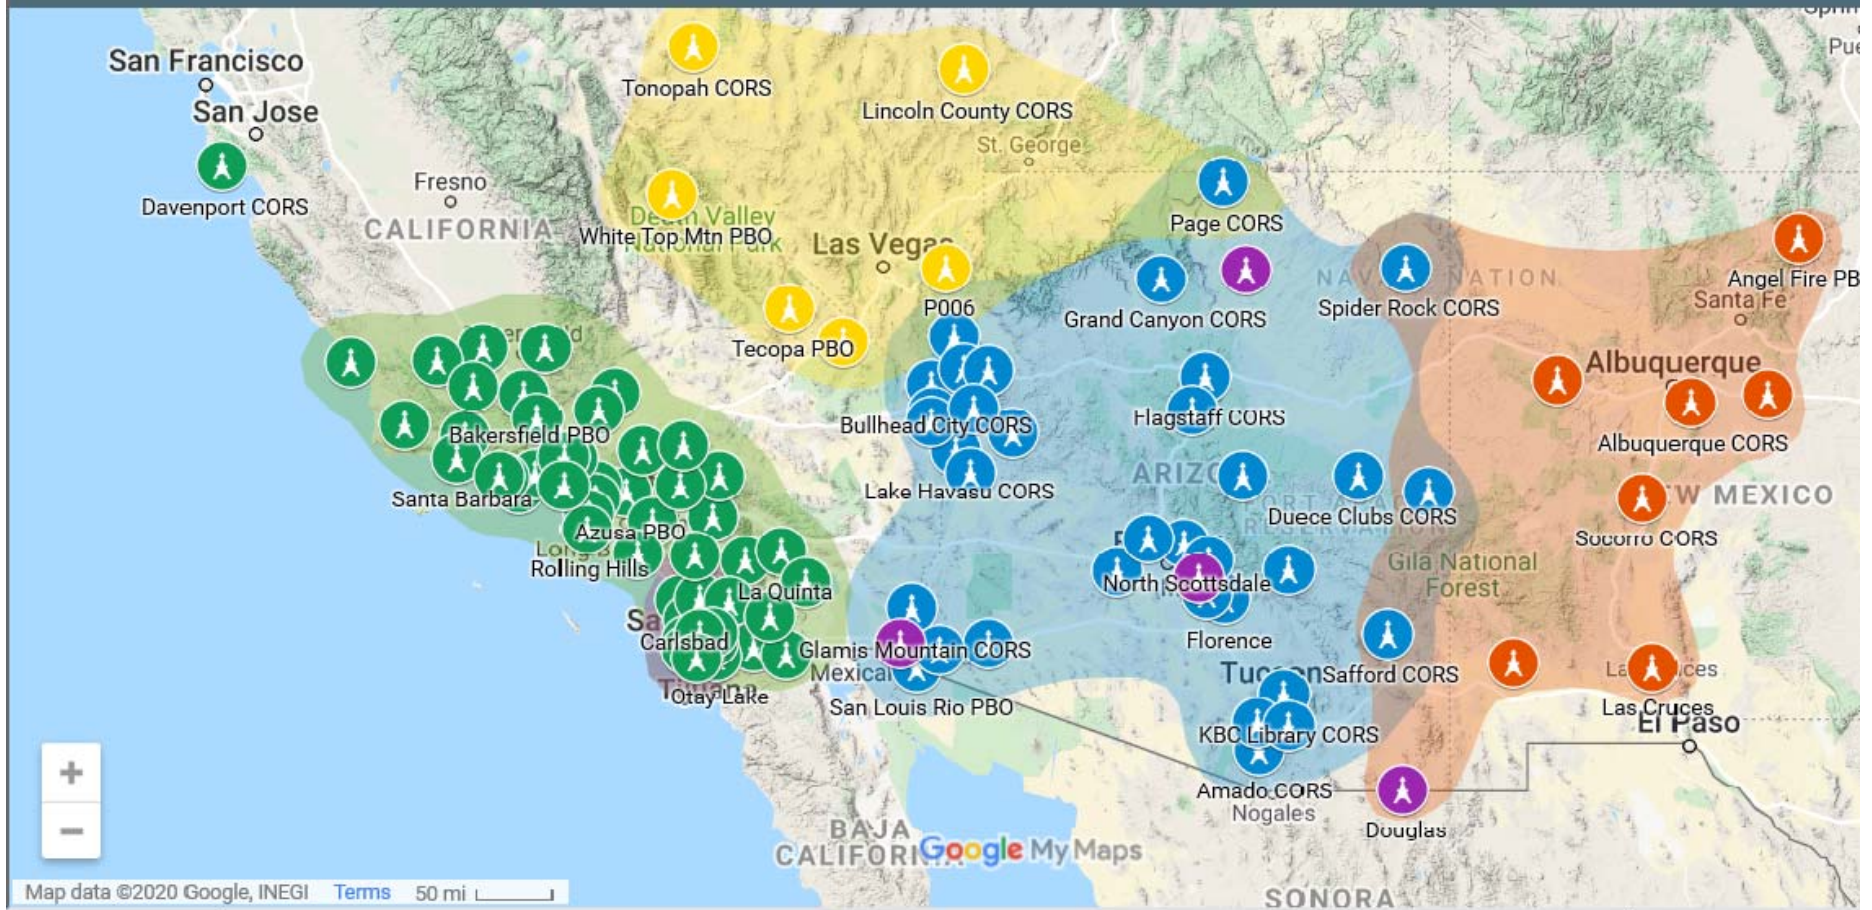 San Francisco
San Jose
Davenport CORS
Fresno
CALIFORNIA
Tonopah CORS
Lincoln County CORS
St. George
Death Valley
National Park
White Top Mtn PBO
Las Vegas
P006
Tecopa PBO
Page CORS
Grand Canyon CORS
Spider Rock CORS
Angel Fire PB
Santa Fe
Albuquerque
Albuquerque CORS
Flagstaff CORS
Bullhead City CORS
Lake Havasu CORS
Duece Clubs CORS
Socorro CORS
Bakersfield PBO
Santa Barbara
Azusa PBO
Rolling Hills
La Quinta
Carlsbad
Otay Lake
Glamis Mountain CORS
San Louis Rio PBO
North Scottsdale
Florence
Gila National
Forest
Safford CORS
KBC Library CORS
Amado CORS
Nogales
Douglas
Las Cruces
El Paso
BAJA
CALIFORNIA
SONORA
Google My Maps
+
−
Map data ©2020 Google, INEGI Terms 50 mi